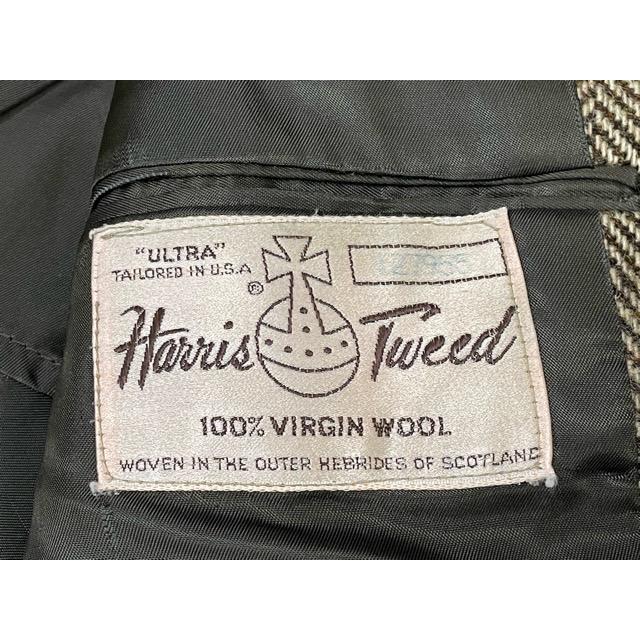 "ULTRA"
TAILORED IN U.S.A
®
Harris Tweed
100% VIRGIN WOOL
WOVEN IN THE OUTER HEBRIDES OF SCOTLAND